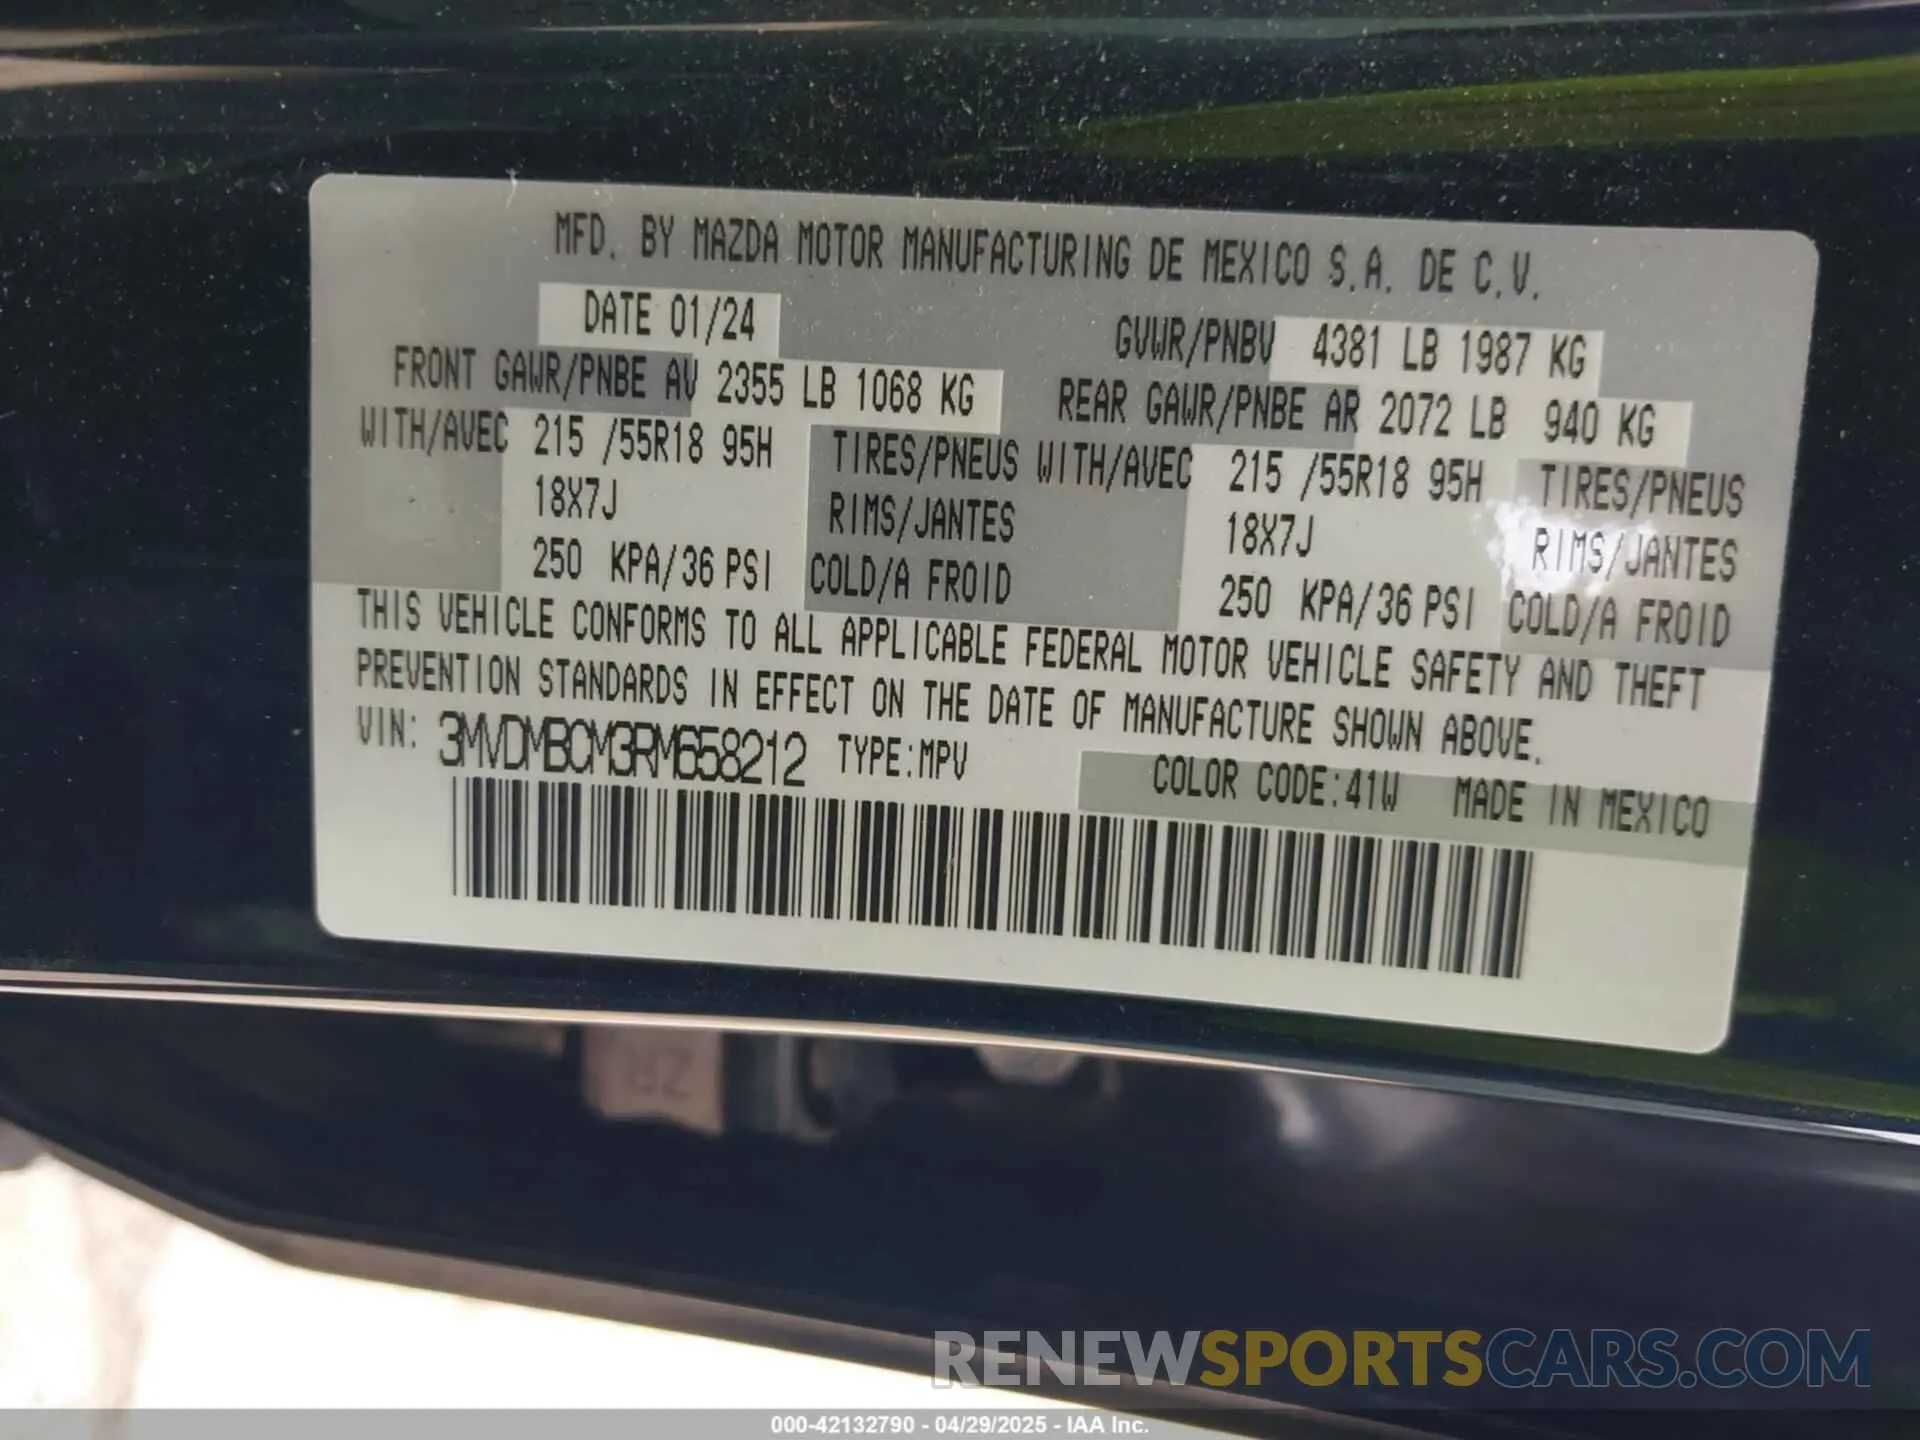 MFD. BY MAZDA MOTOR MANUFACTURING DE MEXICO S.A. DE C.V.
DATE 01/24 GVWR/PNBV 4381 LB 1987 KG
FRONT GAWR/PNBE AV 2355 LB 1068 KG REAR GAWR/PNBE AR 2072 LB 940 KG
WITH/AVEC 215 /55R18 95H TIRES/PNEUS WITH/AVEC 215 /55R18 95H TIRES/PNEUS
18X7J RIMS/JANTES 18X7J RIMS/JANTES
250 KPA/36 PSI COLD/A FROID 250 KPA/36 PSI COLD/A FROID
THIS VEHICLE CONFORMS TO ALL APPLICABLE FEDERAL MOTOR VEHICLE SAFETY AND THEFT
PREVENTION STANDARDS IN EFFECT ON THE DATE OF MANUFACTURE SHOWN ABOVE.
VIN: 3MVDMBCM3RM658212 TYPE:MPV COLOR CODE:41W MADE IN MEXICO
RENEWSPORTSCARS.COM
000-42132790 - 04/29/2025 - IAA Inc.